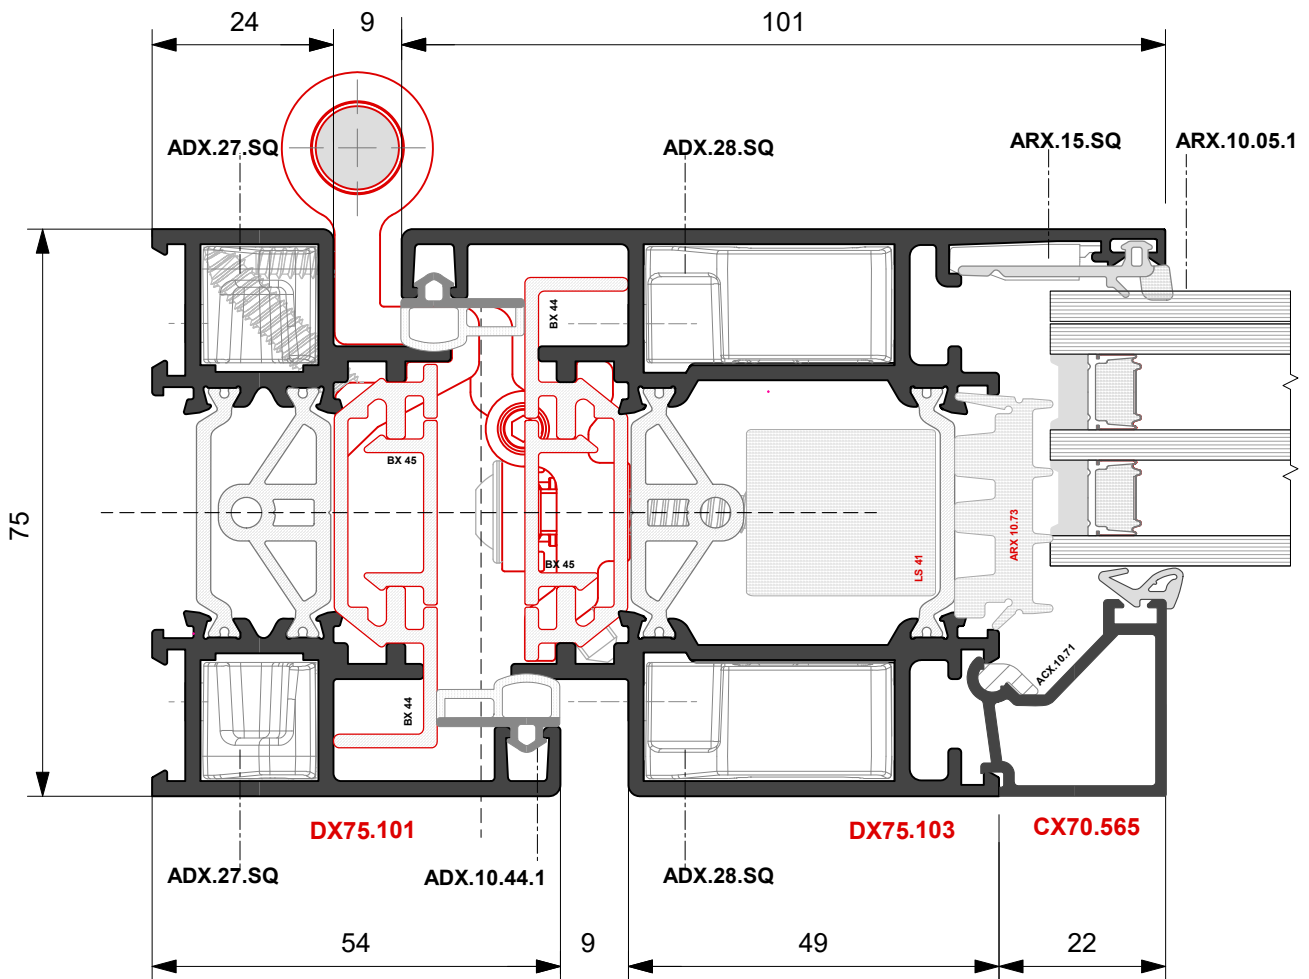 24
9
101
ADX.27.SQ
ADX.28.SQ
ARX.15.SQ
ARX.10.05.1
BX 44
BX 45
75
BX 45
LS 41
ARX 10.73
ACX.10.71
BX 44
DX75.101
DX75.103
CX70.565
ADX.27.SQ
ADX.10.44.1
ADX.28.SQ
54
9
49
22